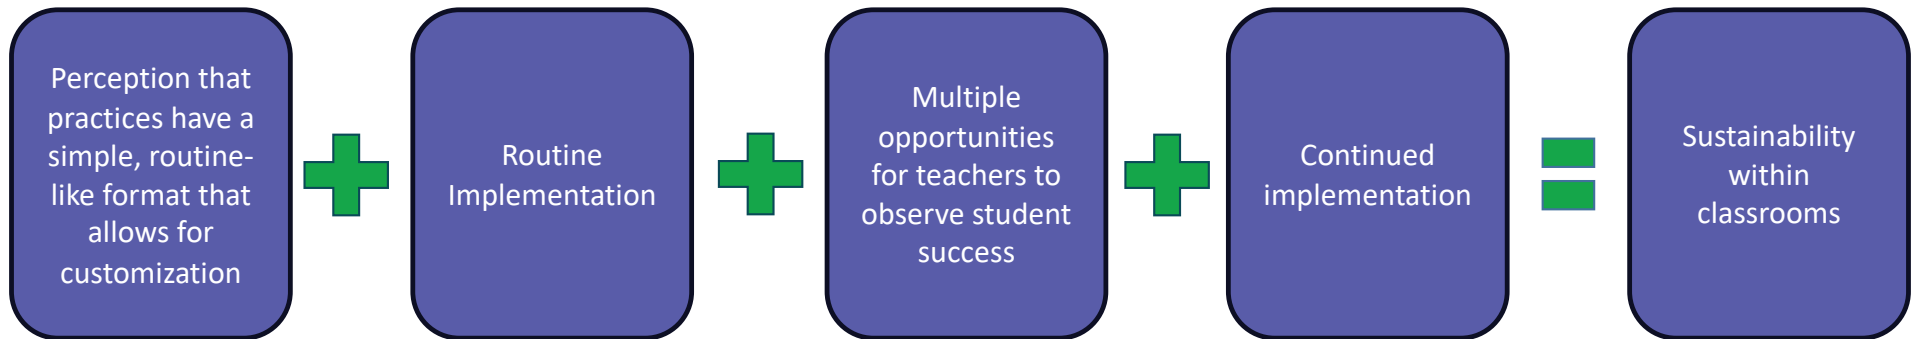 Perception that
practices have a
simple, routine-
like format that
allows for
customization
Routine
Implementation
Multiple
opportunities
for teachers to
observe student
success
Continued
implementation
Sustainability
within
classrooms